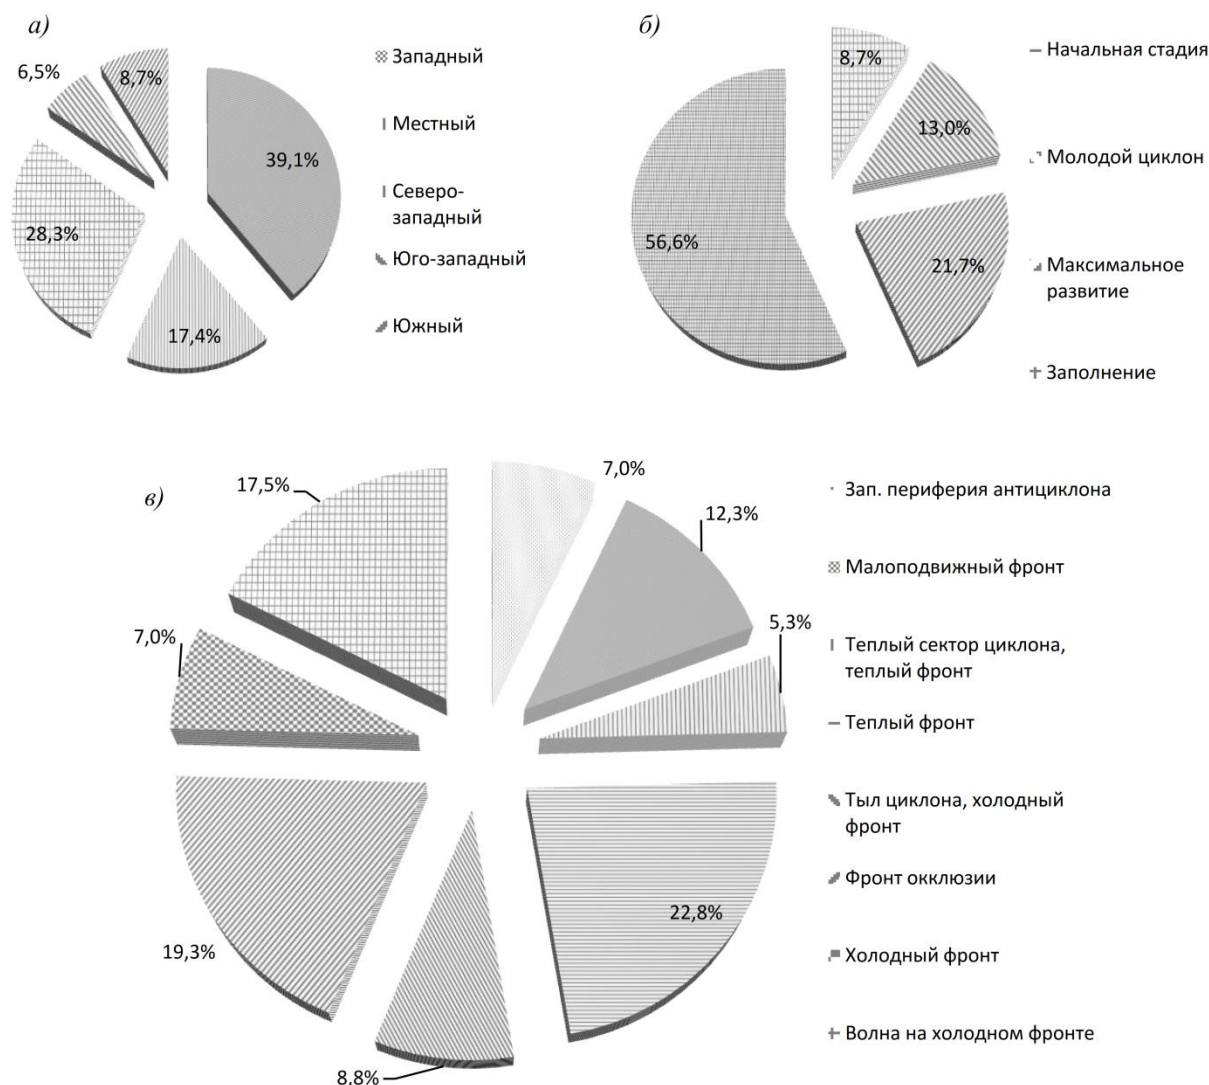 а)
6,5%
8,7%
39,1%
28,3%
17,4%
Западный
Местный
Северо-
западный
Юго-западный
Южный
б)
8,7%
13,0%
21,7%
56,6%
Начальная стадия
Молодой циклон
Максимальное
развитие
Заполнение
в)
17,5%
7,0%
12,3%
5,3%
7,0%
22,8%
19,3%
8,8%
Зап. периферия антициклона
Малоподвижный фронт
Теплый сектор циклона,
теплый фронт
Теплый фронт
Тыл циклона, холодный
фронт
Фронт окклюзии
Холодный фронт
Волна на холодном фронте